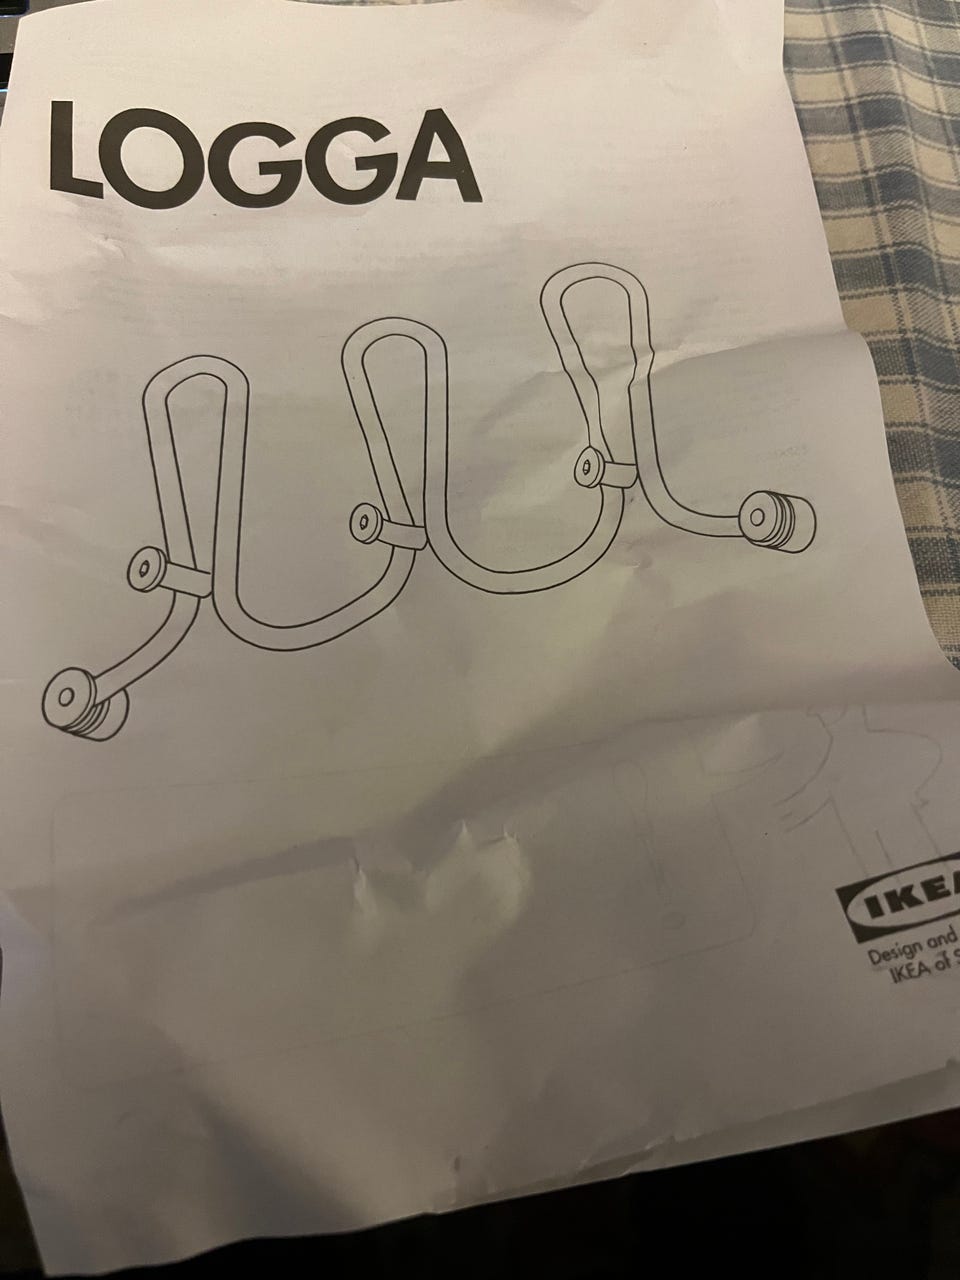 LOGGA
IKEA
Design and
IKEA of